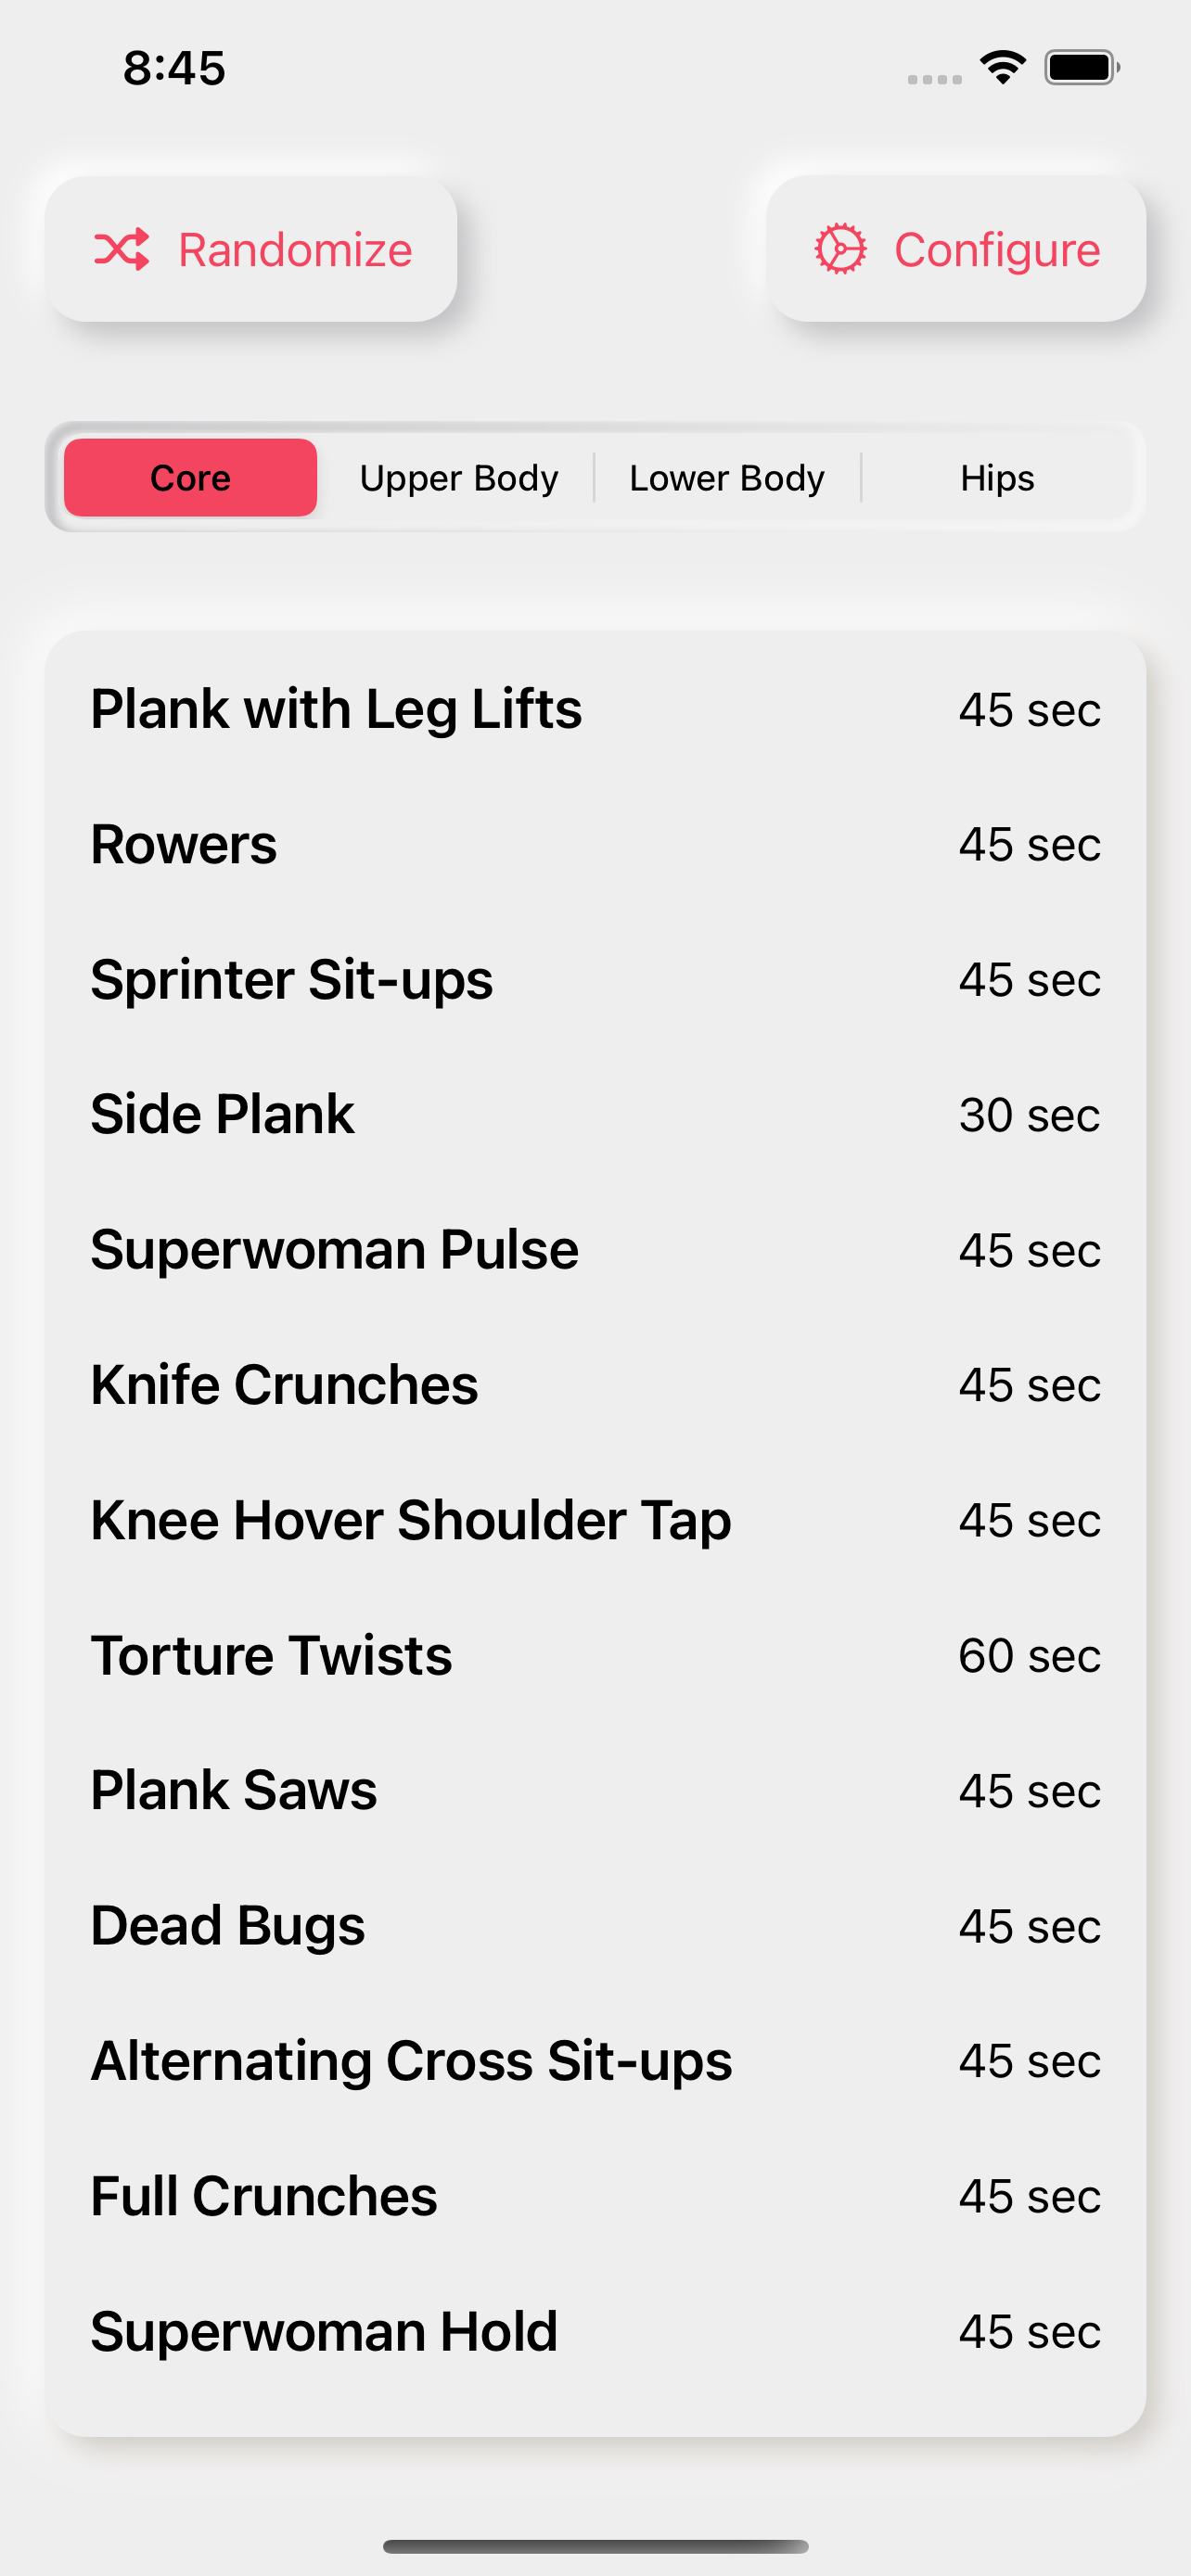 8:45
Randomize
Configure
Core Upper Body Lower Body Hips
Plank with Leg Lifts 45 sec
Rowers 45 sec
Sprinter Sit-ups 45 sec
Side Plank 30 sec
Superwoman Pulse 45 sec
Knife Crunches 45 sec
Knee Hover Shoulder Tap 45 sec
Torture Twists 60 sec
Plank Saws 45 sec
Dead Bugs 45 sec
Alternating Cross Sit-ups 45 sec
Full Crunches 45 sec
Superwoman Hold 45 sec